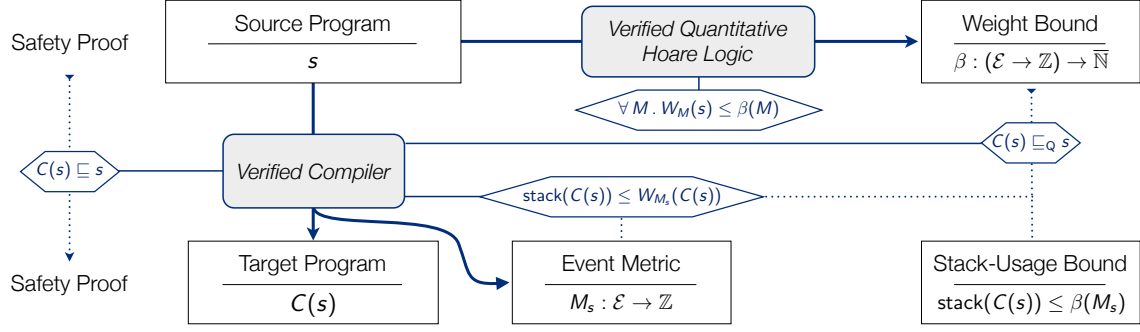 Safety Proof
Source Program
s
Verified Quantitative
Hoare Logic
Weight Bound
β : (ℰ → ℤ) → ℕ̅
∀ M . W_M(s) ≤ β(M)
C(s) ⊑ s
Verified Compiler
C(s) ⊑_Q s
stack(C(s)) ≤ W_{M_s}(C(s))
Safety Proof
Target Program
C(s)
Event Metric
M_s : ℰ → ℤ
Stack-Usage Bound
stack(C(s)) ≤ β(M_s)